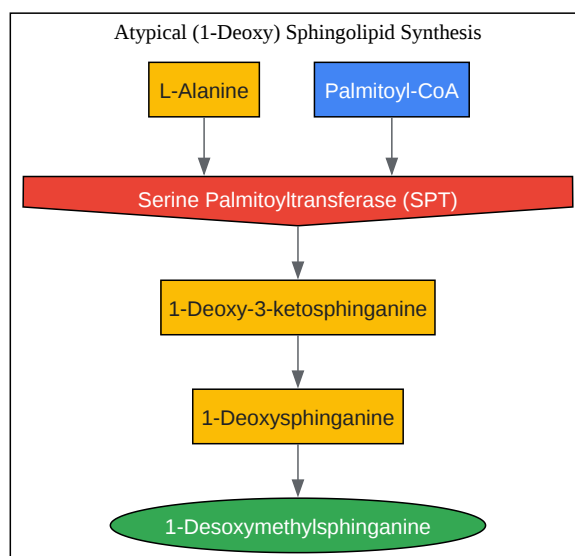 Atypical (1-Deoxy) Sphingolipid Synthesis
L-Alanine
Palmitoyl-CoA
Serine Palmitoyltransferase (SPT)
1-Deoxy-3-ketosphinganine
1-Deoxysphinganine
1-Desoxymethylsphinganine